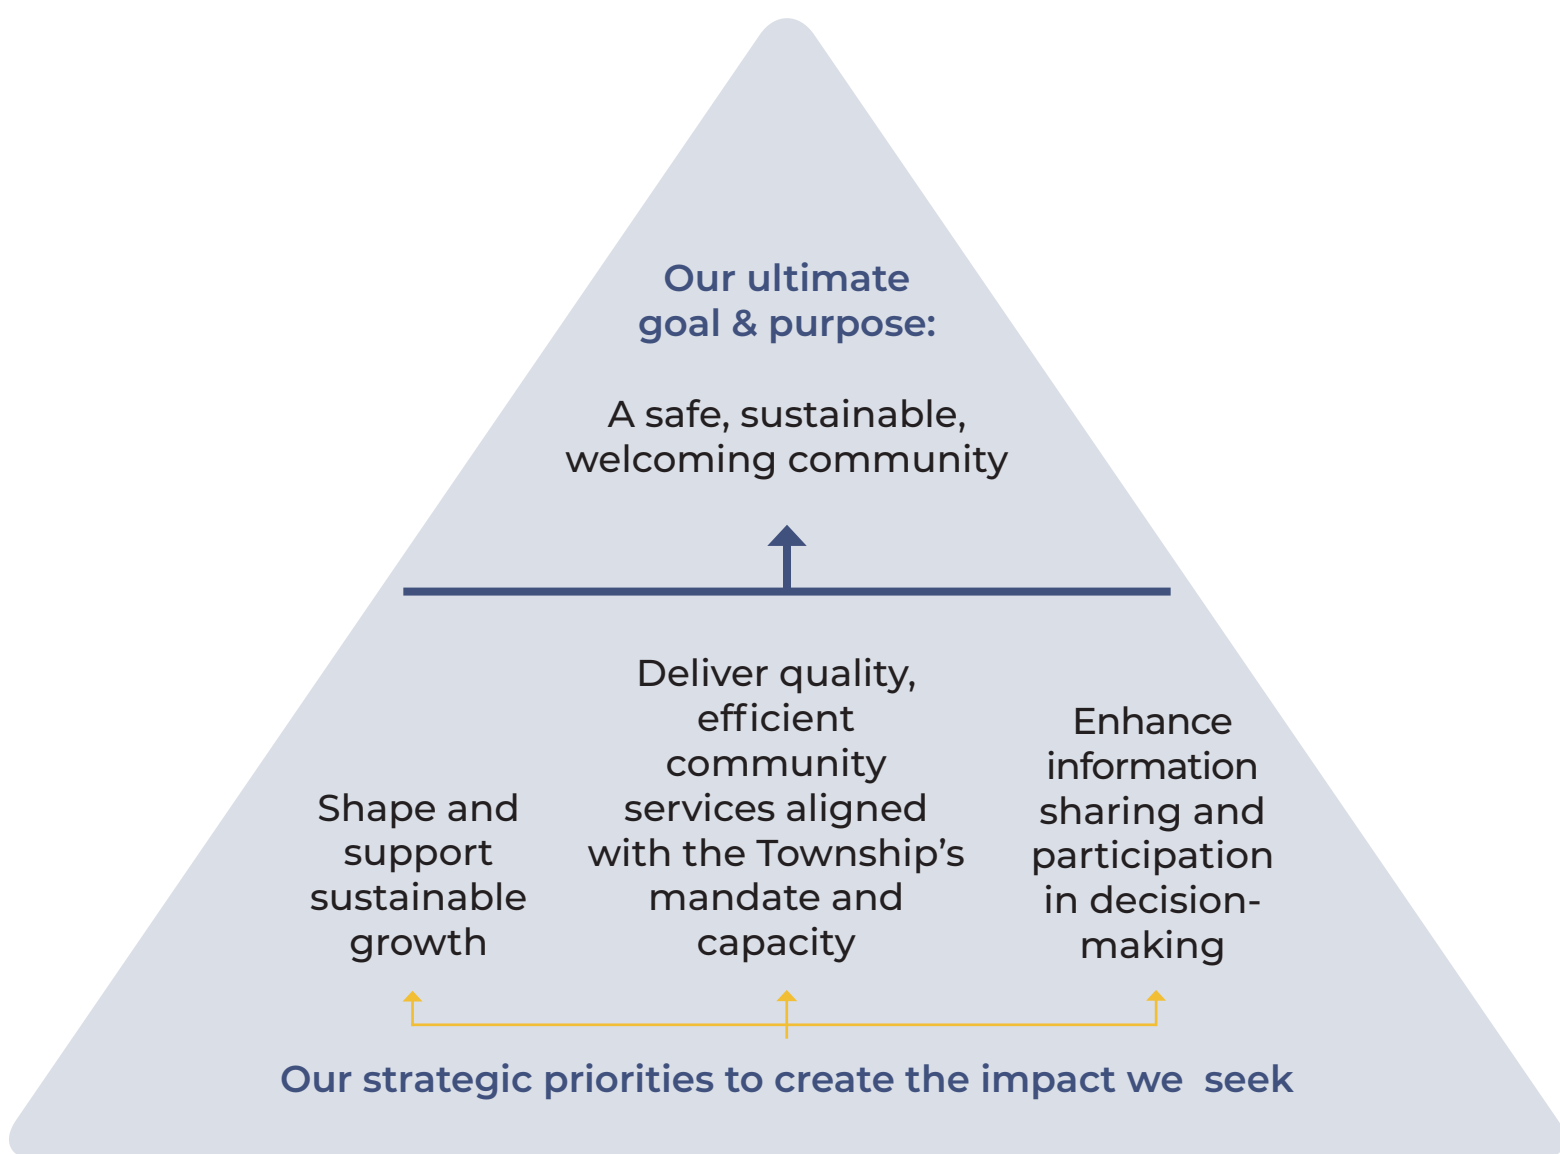 Our ultimate
goal & purpose:
A safe, sustainable,
welcoming community
Shape and
support
sustainable
growth
Deliver quality,
efficient
community
services aligned
with the Township’s
mandate and
capacity
Enhance
information
sharing and
participation
in decision-
making
Our strategic priorities to create the impact we seek